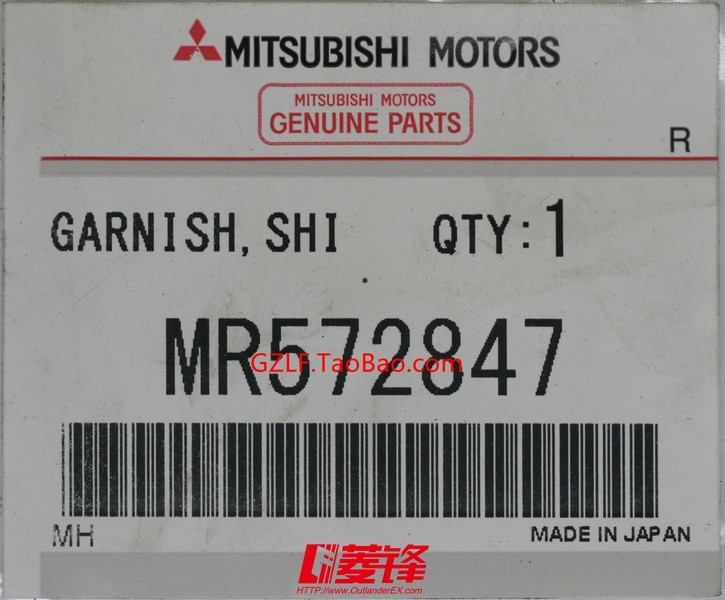 MITSUBISHI MOTORS
MITSUBISHI MOTORS
GENUINE PARTS
R
GARNISH, SHI QTY: 1
MR572847
GZLF.TaoBao.com
MH MADE IN JAPAN
菱锋
HTTP://www.OutlanderEX.com